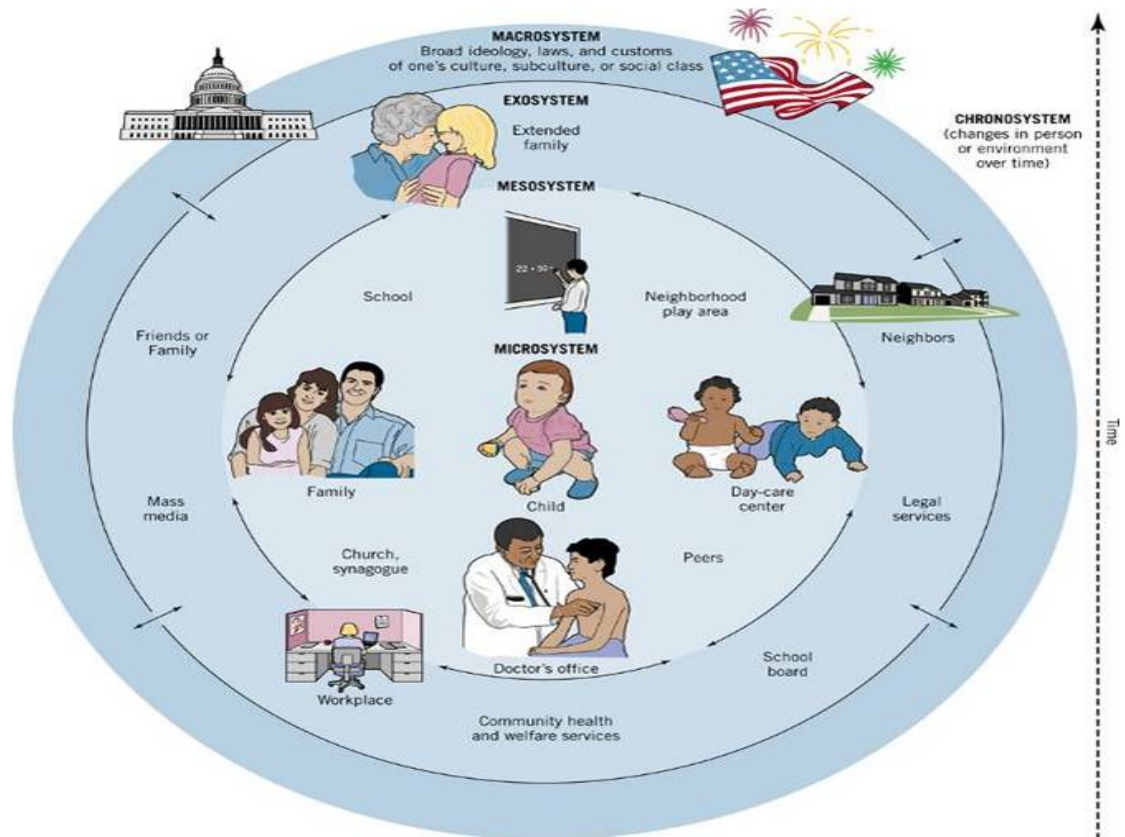 MACROSYSTEM
Broad ideology, laws, and customs
of one's culture, subculture, or social class
EXOSYSTEM
Extended
family
CHRONOSYSTEM
(changes in person
or environment
over time)
MESOSYSTEM
22 + 30 =
School
Neighborhood
play area
Friends or
Family
Neighbors
MICROSYSTEM
Time
Family
Child
Day-care
center
Mass
media
Legal
services
Church,
synagogue
Peers
Doctor's office
School
board
Workplace
Community health
and welfare services